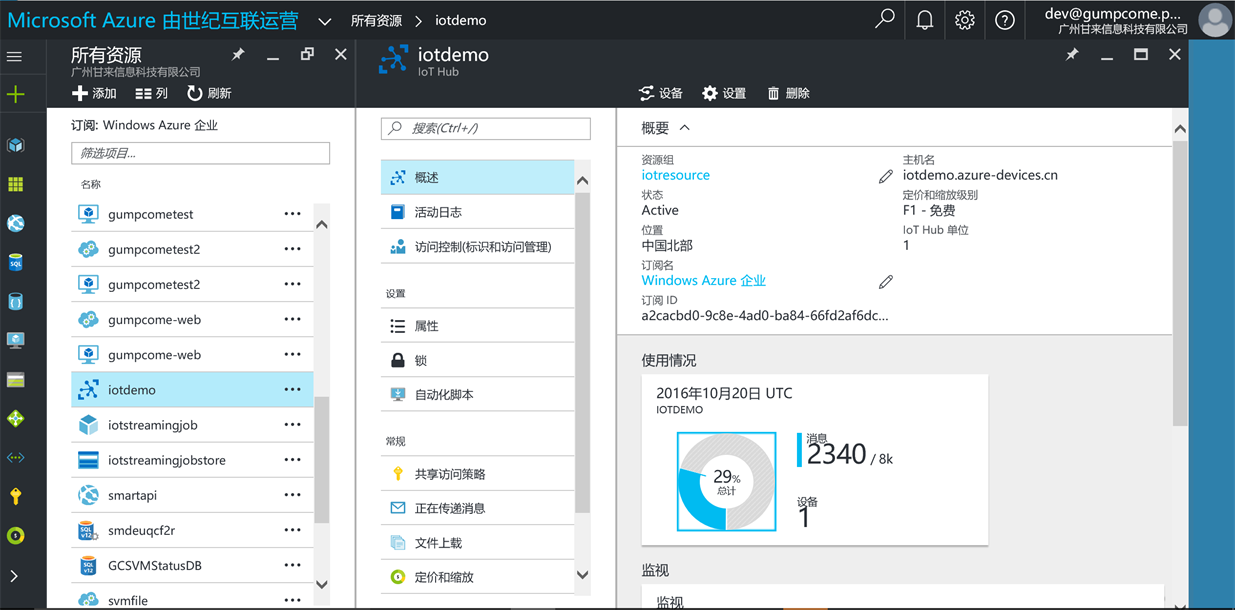 Microsoft Azure 由世纪互联运营
所有资源
iotdemo
dev@gumpcome.p...
广州甘来信息科技有限公司
所有资源
广州甘来信息科技有限公司
添加
列
刷新
订阅: Windows Azure 企业
筛选项目...
名称
gumpcometest
gumpcometest2
gumpcometest2
gumpcome-web
gumpcome-web
iotdemo
iotstreamingjob
iotstreamingjobstore
smartapi
smdeuqcf2r
GCSVMStatusDB
svmfile
iotdemo
IoT Hub
设备
设置
删除
搜索(Ctrl+/)
概述
活动日志
访问控制(标识和访问管理)
设置
属性
锁
自动化脚本
常规
共享访问策略
正在传递消息
文件上载
定价和缩放
概要
资源组
iotresource
状态
Active
位置
中国北部
订阅名
Windows Azure 企业
订阅 ID
a2cacbd0-9c8e-4ad0-ba84-66fd2af6dc...
主机名
iotdemo.azure-devices.cn
定价和缩放级别
F1 - 免费
IoT Hub 单位
1
使用情况
2016年10月20日 UTC
IOTDEMO
29%
总计
消息
2340 / 8k
设备
1
监视
监视